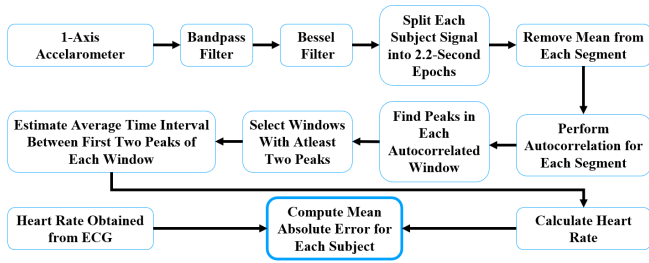 1-Axis
Accelarometer
Bandpass
Filter
Bessel
Filter
Split Each
Subject Signal
into 2.2-Second
Epochs
Remove Mean from
Each Segment
Estimate Average Time Interval
Between First Two Peaks of
Each Window
Select Windows
With Atleast
Two Peaks
Find Peaks in
Each
Autocorrelated
Window
Perform
Autocorrelation for
Each Segment
Heart Rate Obtained
from ECG
Compute Mean
Absolute Error for
Each Subject
Calculate Heart
Rate